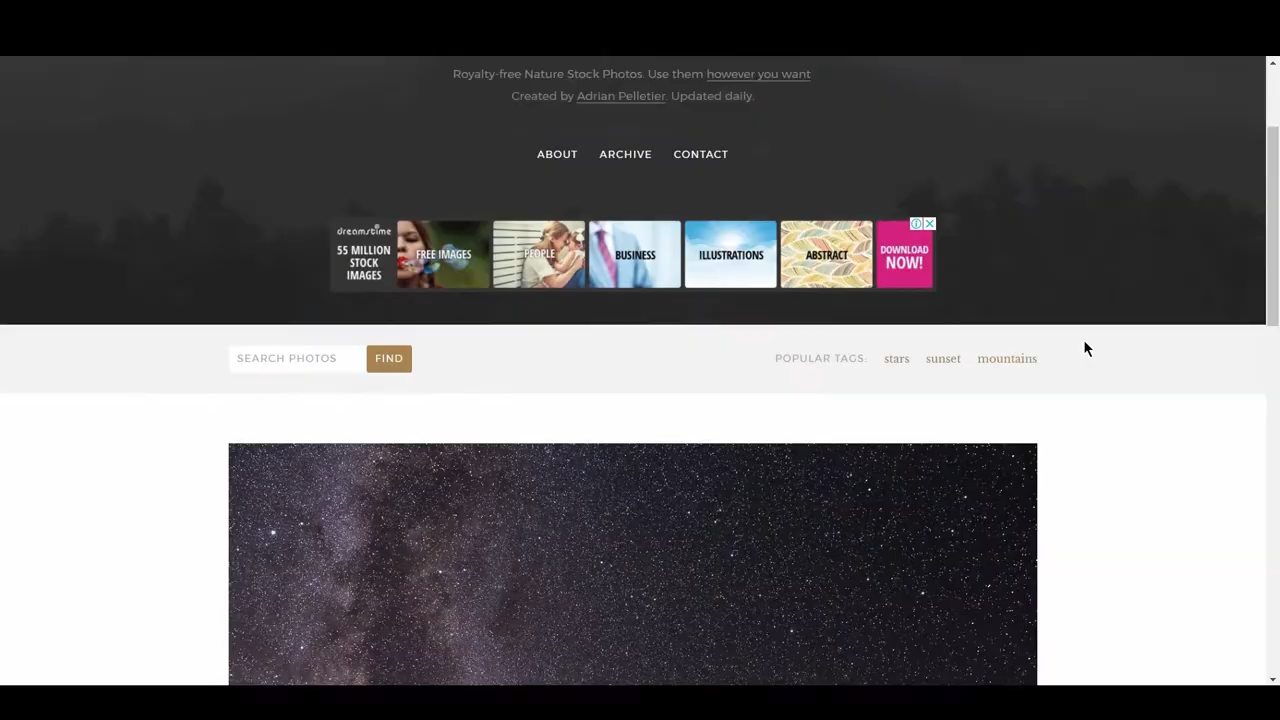 Royalty-free Nature Stock Photos. Use them however you want
Created by Adrian Pelletier. Updated daily.
ABOUT ARCHIVE CONTACT
dreamstime
55 MILLION
STOCK
IMAGES
FREE IMAGES
PEOPLE
BUSINESS
ILLUSTRATIONS
ABSTRACT
DOWNLOAD
NOW!
SEARCH PHOTOS FIND
POPULAR TAGS: stars sunset mountains